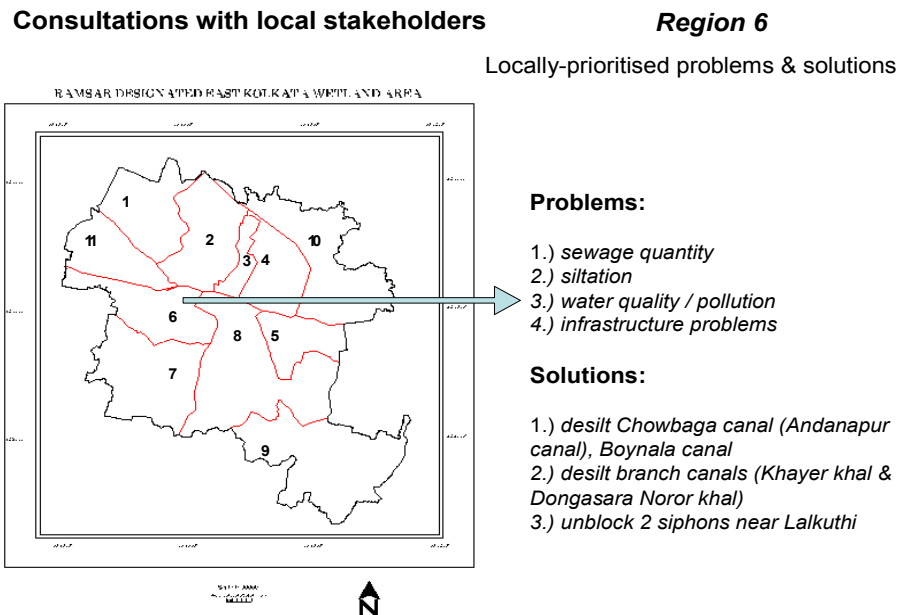 Consultations with local stakeholders
Region 6
Locally-prioritised problems & solutions
RAMSAR DESIGNATED EAST KOLKATA WETLAND AREA
1
11
2
3
4
10
6
8
5
7
9
N
Problems:
1.) sewage quantity
2.) siltation
3.) water quality / pollution
4.) infrastructure problems
Solutions:
1.) desilt Chowbaga canal (Andanapur
canal), Boynala canal
2.) desilt branch canals (Khayer khal &
Dongasara Noror khal)
3.) unblock 2 siphons near Lalkuthi